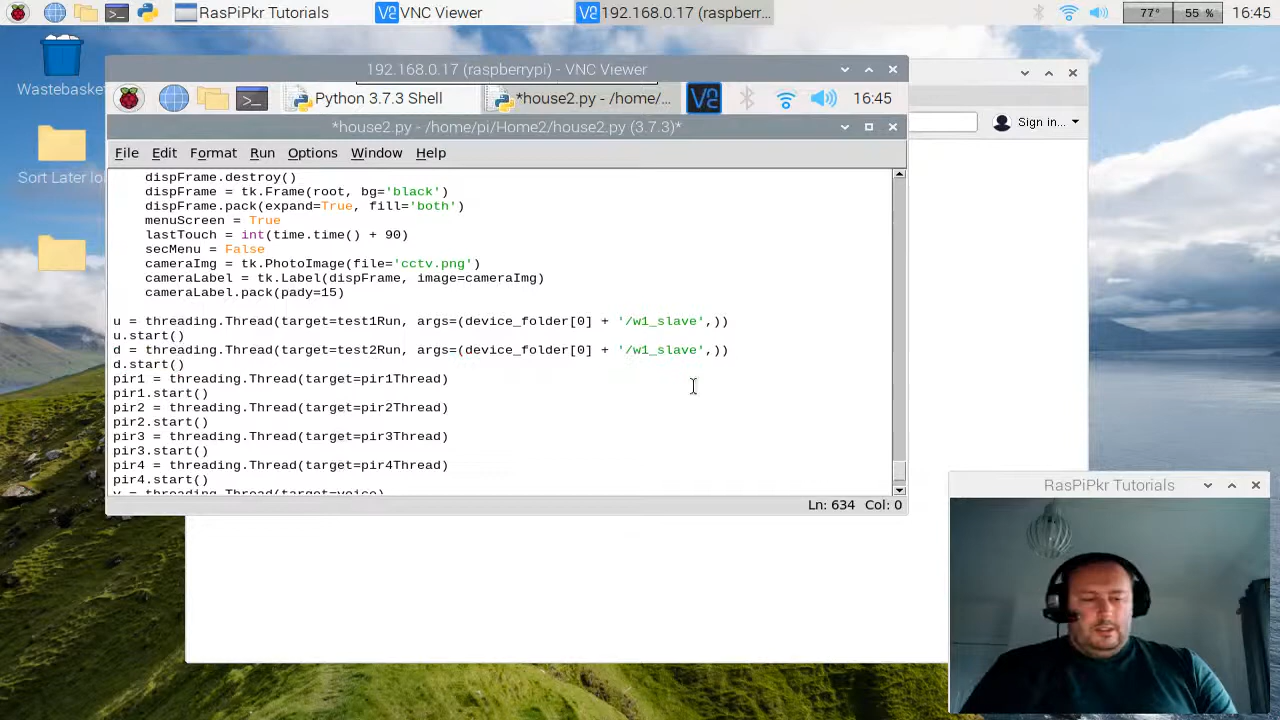 RasPiPkr Tutorials
VNC Viewer
192.168.0.17 (raspberr...
77°
55 %
16:45
Wastebasket
Sort Later lo
192.168.0.17 (raspberrypi) - VNC Viewer
Python 3.7.3 Shell
*house2.py - /home/...
16:45
*house2.py - /home/pi/Home2/house2.py (3.7.3)*
Sign in...
File Edit Format Run Options Window Help
dispFrame.destroy()
dispFrame = tk.Frame(root, bg='black')
dispFrame.pack(expand=True, fill='both')
menuScreen = True
lastTouch = int(time.time() + 90)
secMenu = False
cameraImg = tk.PhotoImage(file='cctv.png')
cameraLabel = tk.Label(dispFrame, image=cameraImg)
cameraLabel.pack(pady=15)
u = threading.Thread(target=test1Run, args=(device_folder[0] + '/w1_slave',))
u.start()
d = threading.Thread(target=test2Run, args=(device_folder[0] + '/w1_slave',))
d.start()
pir1 = threading.Thread(target=pir1Thread)
pir1.start()
pir2 = threading.Thread(target=pir2Thread)
pir2.start()
pir3 = threading.Thread(target=pir3Thread)
pir3.start()
pir4 = threading.Thread(target=pir4Thread)
pir4.start()
v = threading.Thread(target=voice)
Ln: 634 Col: 0
RasPiPkr Tutorials